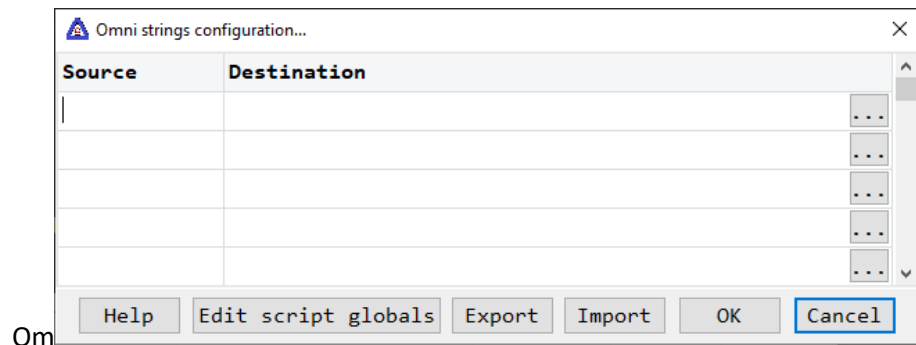 Omni strings configuration...
Source Destination
...
...
...
...
...
Help Edit script globals Export Import OK Cancel
Om